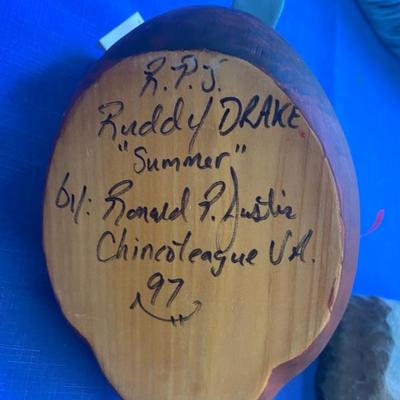 R.P.J.
Ruddy DRAKE
"Summer"
by: Ronald P. Justis
Chincoteague VA.
97